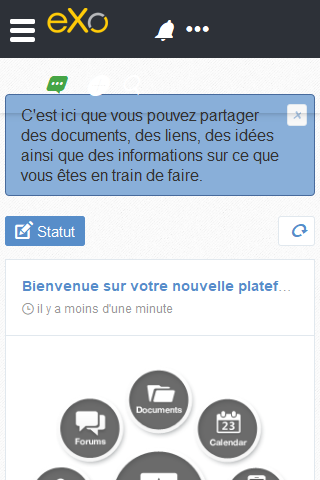 eXo
C'est ici que vous pouvez partager
des documents, des liens, des idées
ainsi que des informations sur ce que
vous êtes en train de faire.
×
Statut
Bienvenue sur votre nouvelle platef...
il y a moins d'une minute
Documents
Forums
23
Calendar